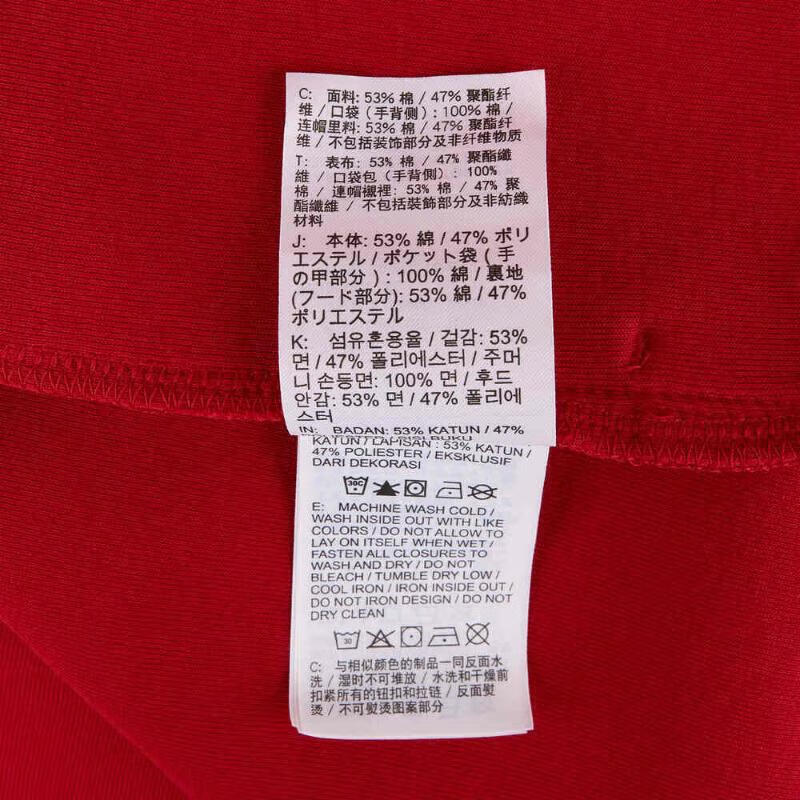 C: 面料: 53% 棉 / 47% 聚酯纤
维 / 口袋 (手背侧) : 100% 棉 /
连帽里料: 53% 棉 / 47% 聚酯纤
维 / 不包括装饰部分及非纤维物质
T: 表布: 53% 棉 / 47% 聚酯纖
維 / 口袋包 (手背側) : 100%
棉 / 連帽襯裡: 53% 棉 / 47% 聚
酯纖維 / 不包括裝飾部分及非紡織
材料
J: 本体: 53% 綿 / 47% ポリ
エステル / ポケット袋 ( 手
の甲部分 ) : 100% 綿 / 裏地
(フード部分): 53% 綿 / 47%
ポリエステル
K: 섬유혼용율 / 겉감: 53%
면 / 47% 폴리에스터 / 주머
니 손등면: 100% 면 / 후드
안감: 53% 면 / 47% 폴리에
스터
IN: BADAN: 53% KATUN / 47%
KATUN / LAPISAN : 53% KATUN /
47% POLIESTER / EKSKLUSIF
DARI DEKORASI
30C
E: MACHINE WASH COLD /
WASH INSIDE OUT WITH LIKE
COLORS / DO NOT ALLOW TO
LAY ON ITSELF WHEN WET /
FASTEN ALL CLOSURES TO
WASH AND DRY / DO NOT
BLEACH / TUMBLE DRY LOW /
COOL IRON / IRON INSIDE OUT /
DO NOT IRON DESIGN / DO NOT
DRY CLEAN
30
C: 与相似颜色的制品一同反面水
洗 / 湿时不可堆放 / 水洗和干燥前
扣紧所有的钮扣和拉链 / 反面熨
烫 / 不可熨烫图案部分